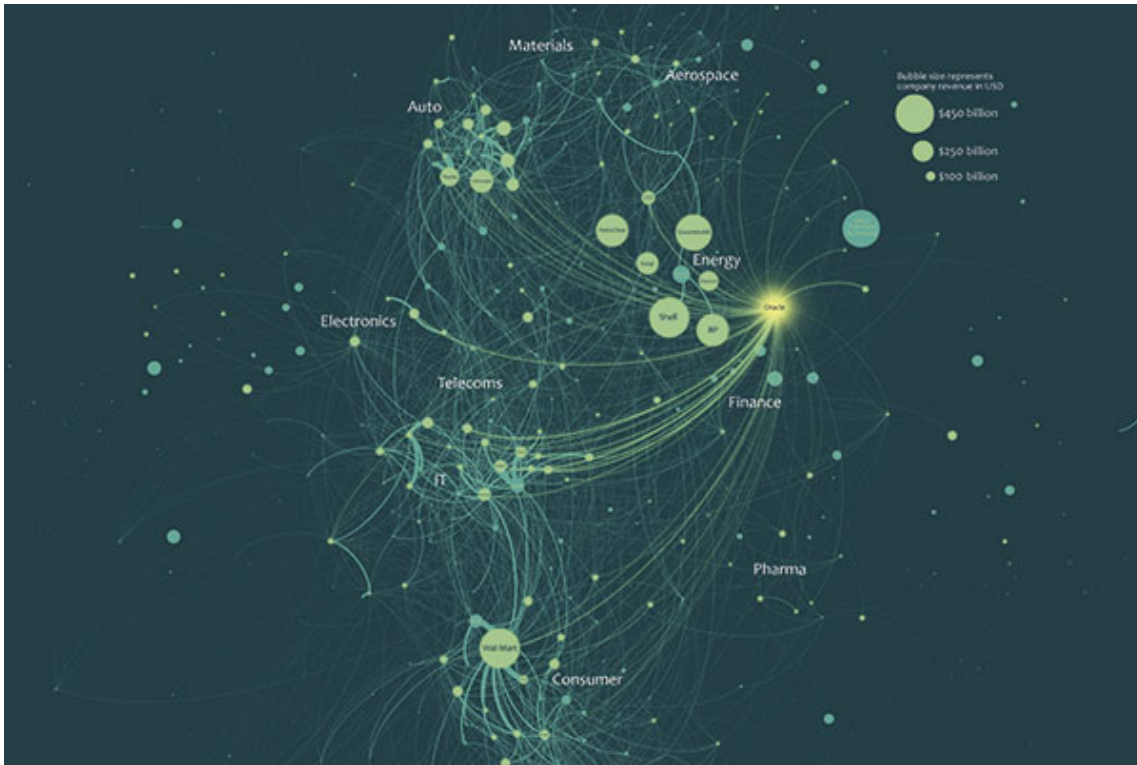 Materials
Aerospace
Bubble size represents
company revenue in USD
$450 billion
$250 billion
$100 billion
Auto
Energy
Oracle
Shell
BP
Electronics
Telecoms
Finance
IT
Pharma
Wal Mart
Consumer